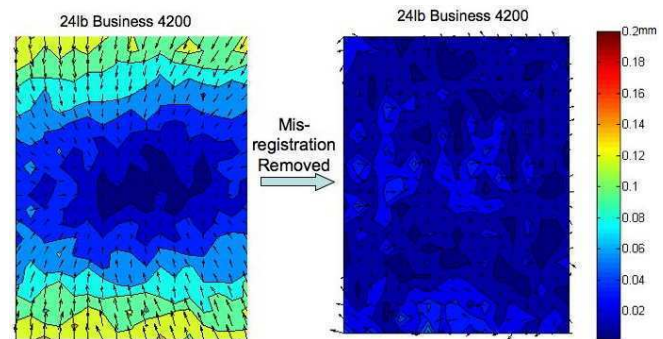 24lb Business 4200
24lb Business 4200
Mis-
registration
Removed
0.2mm
0.18
0.16
0.14
0.12
0.1
0.08
0.06
0.04
0.02